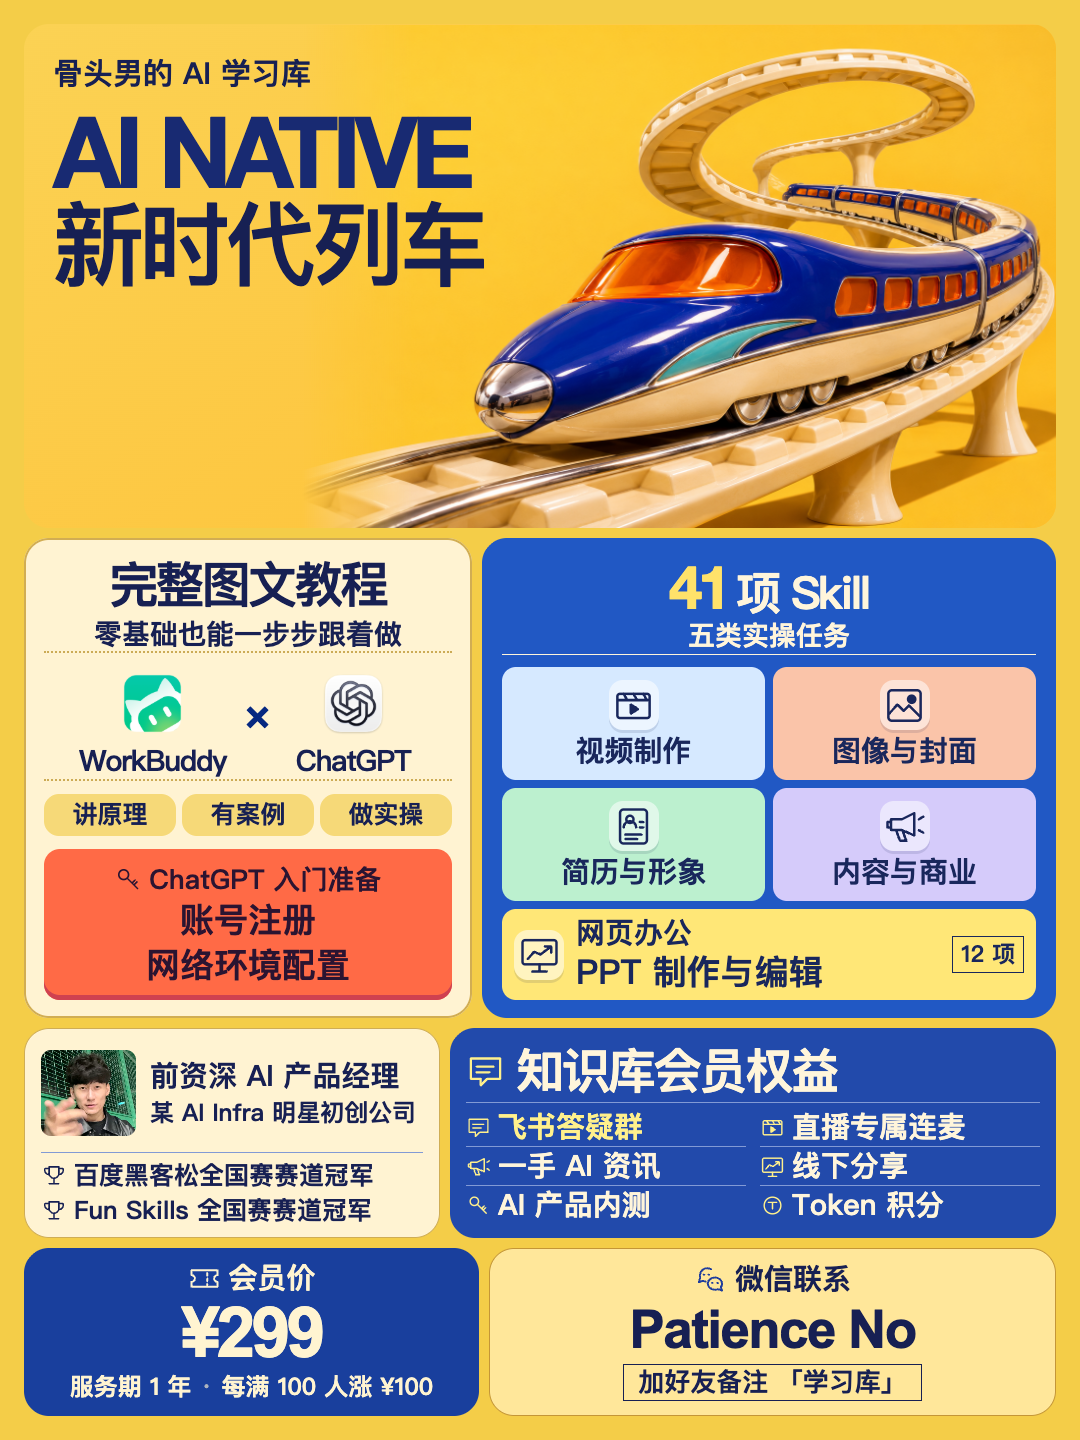 骨头男的 AI 学习库
AI NATIVE
新时代列车
完整图文教程
零基础也能一步步跟着做
WorkBuddy × ChatGPT
讲原理 有案例 做实操
ChatGPT 入门准备
账号注册
网络环境配置
41 项 Skill
五类实操任务
视频制作
图像与封面
简历与形象
内容与商业
网页办公
PPT 制作与编辑
12 项
前资深 AI 产品经理
某 AI Infra 明星初创公司
百度黑客松全国赛赛道冠军
Fun Skills 全国赛赛道冠军
知识库会员权益
飞书答疑群
直播专属连麦
一手 AI 资讯
线下分享
AI 产品内测
Token 积分
会员价
¥299
服务期 1 年 · 每满 100 人涨 ¥100
微信联系
Patience No
加好友备注 「学习库」